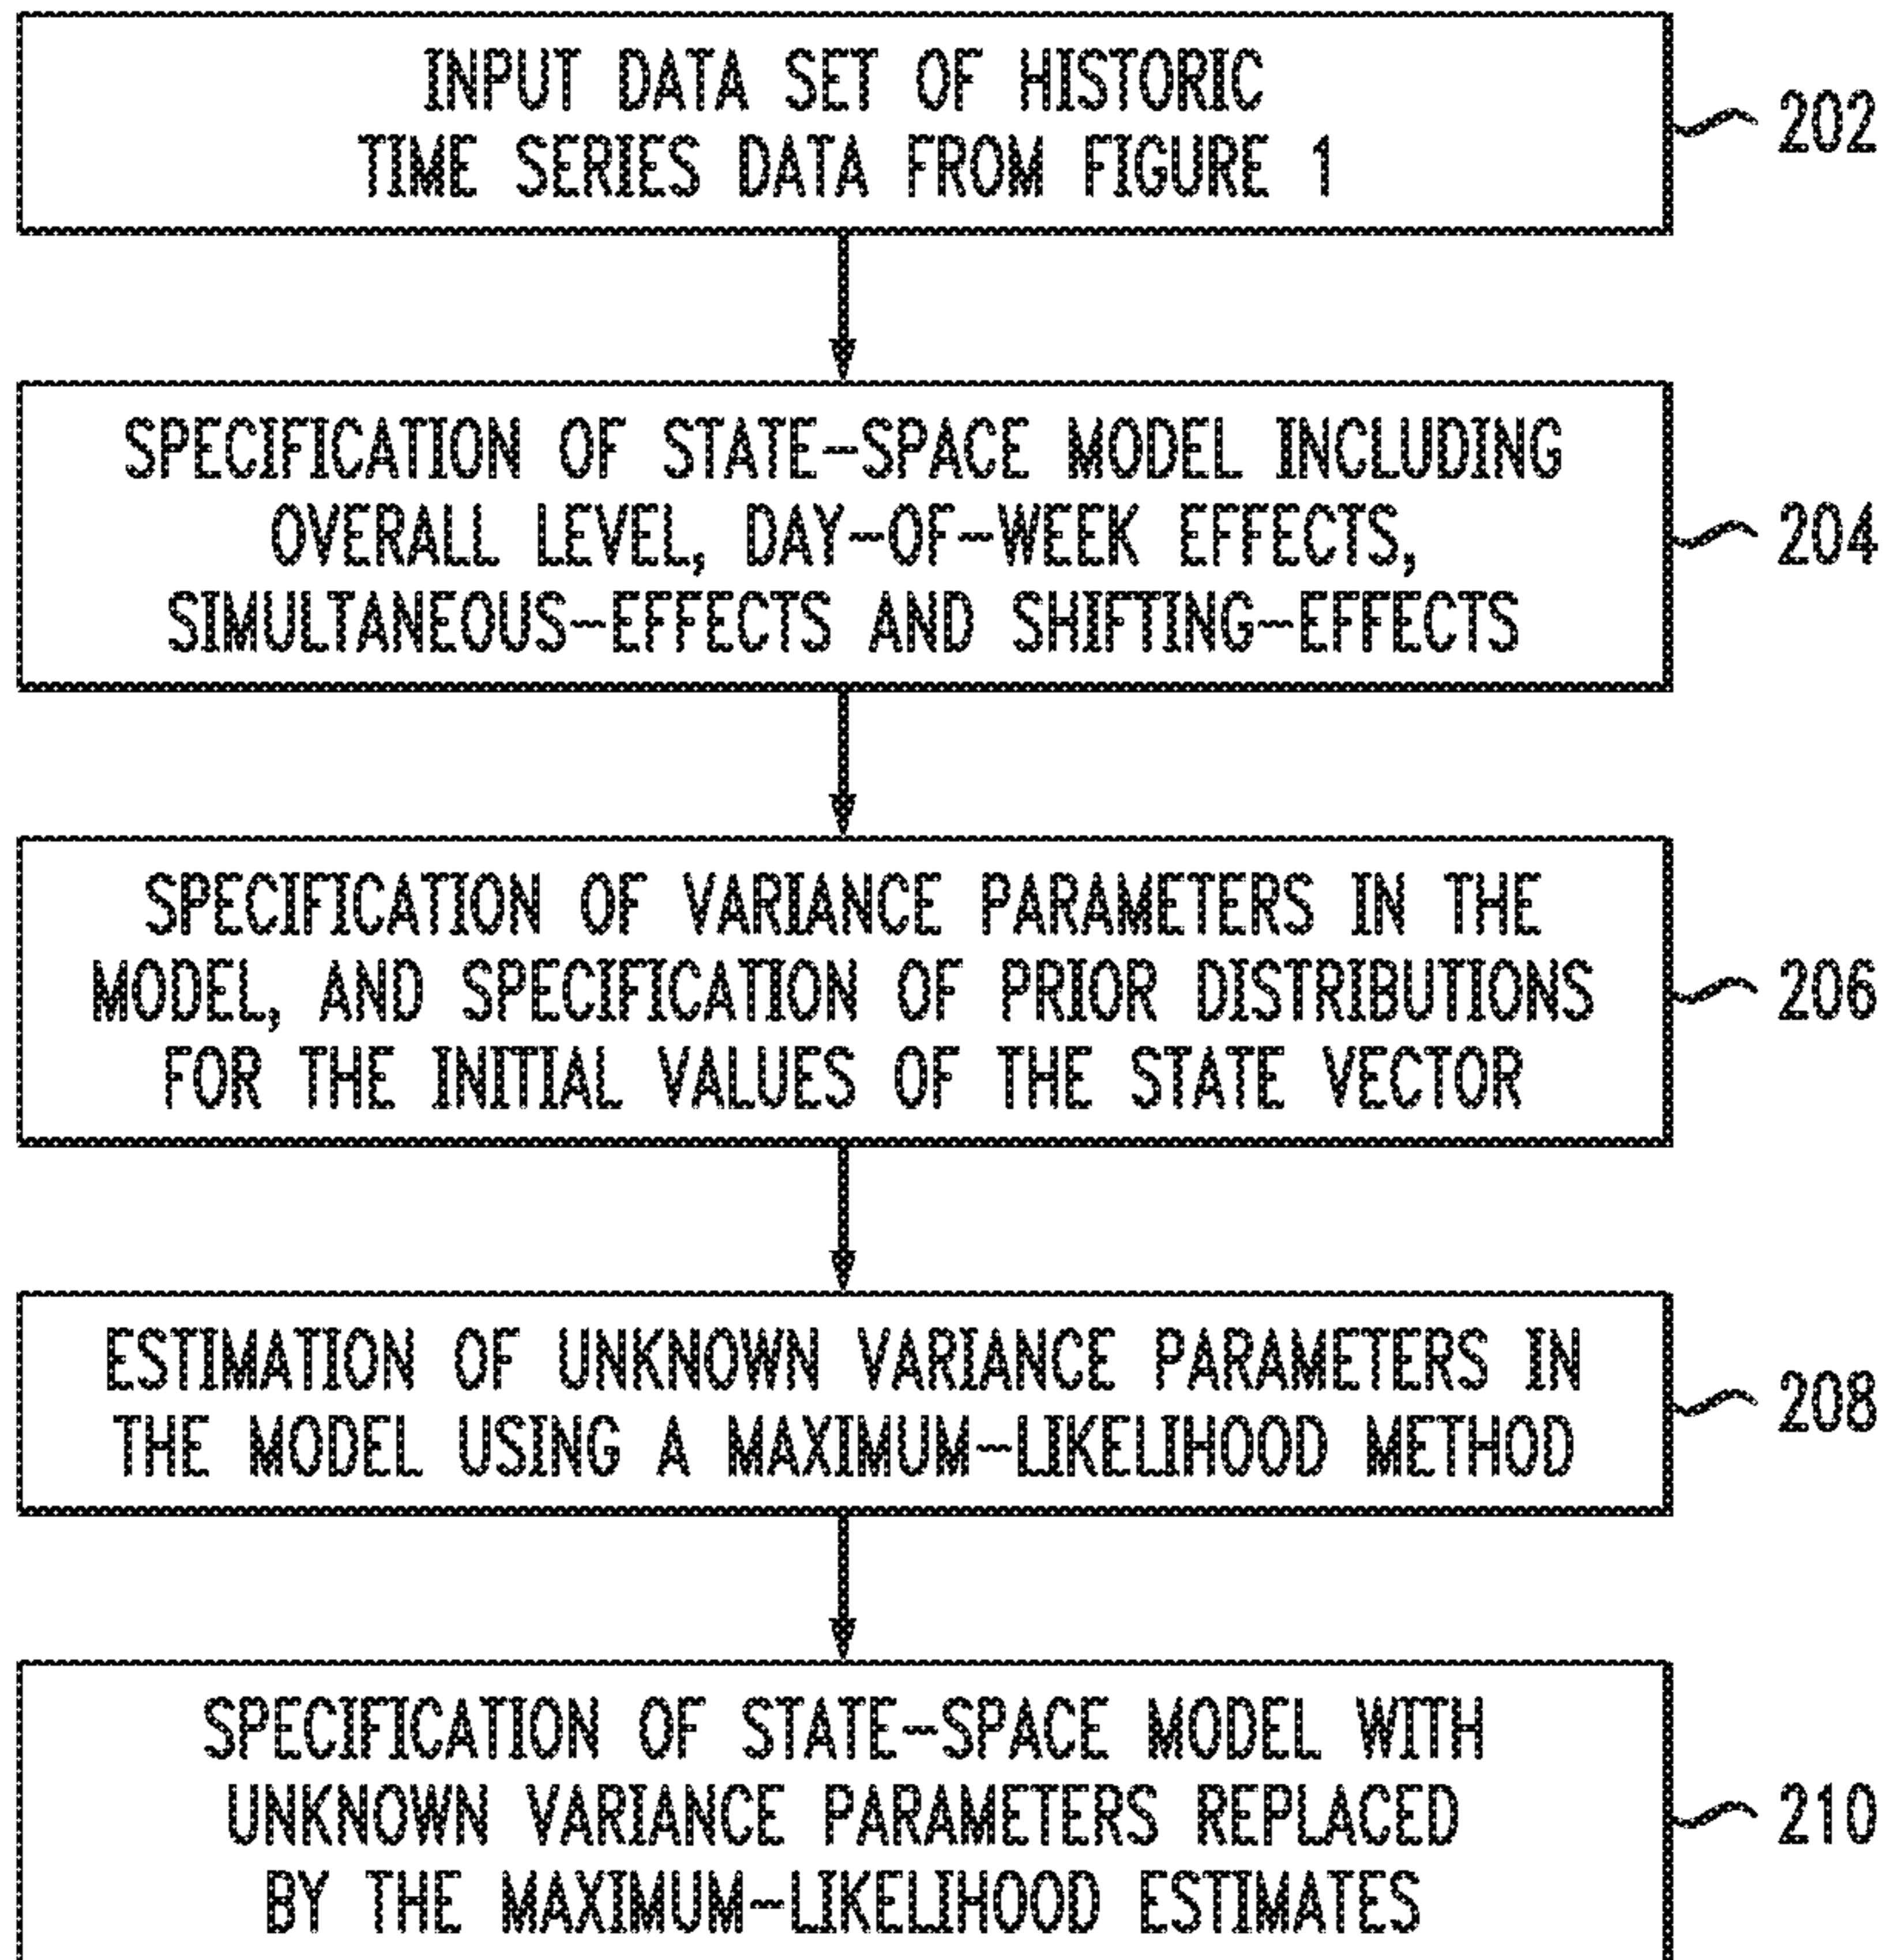 INPUT DATA SET OF HISTORIC
TIME SERIES DATA FROM FIGURE 1
202
SPECIFICATION OF STATE-SPACE MODEL INCLUDING
OVERALL LEVEL, DAY-OF-WEEK EFFECTS,
SIMULTANEOUS-EFFECTS AND SHIFTING-EFFECTS
204
SPECIFICATION OF VARIANCE PARAMETERS IN THE
MODEL, AND SPECIFICATION OF PRIOR DISTRIBUTIONS
FOR THE INITIAL VALUES OF THE STATE VECTOR
206
ESTIMATION OF UNKNOWN VARIANCE PARAMETERS IN
THE MODEL USING A MAXIMUM-LIKELIHOOD METHOD
208
SPECIFICATION OF STATE-SPACE MODEL WITH
UNKNOWN VARIANCE PARAMETERS REPLACED
BY THE MAXIMUM-LIKELIHOOD ESTIMATES
210